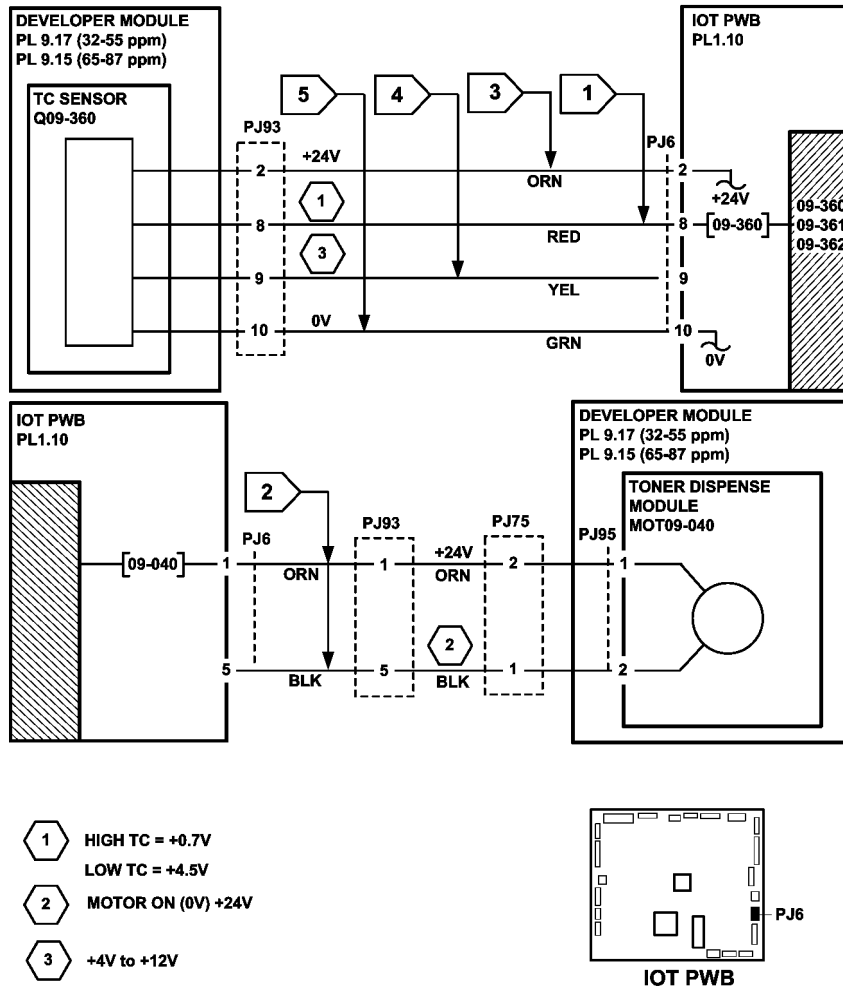 DEVELOPER MODULE
PL 9.17 (32-55 ppm)
PL 9.15 (65-87 ppm)
TC SENSOR
Q09-360
IOT PWB
PL1.10
5
4
3
1
PJ93
PJ6
2
+24V
ORN
2
+24V
1
8
RED
8
[09-360]
09-360
09-361
09-362
3
9
YEL
9
10
0V
GRN
10
0V
IOT PWB
PL1.10
DEVELOPER MODULE
PL 9.17 (32-55 ppm)
PL 9.15 (65-87 ppm)
TONER DISPENSE
MODULE
MOT09-040
2
PJ6
PJ93
PJ75
PJ95
[09-040]
1
ORN
1
+24V
ORN
2
1
5
BLK
5
2
BLK
1
2
1
HIGH TC = +0.7V
LOW TC = +4.5V
2
MOTOR ON (0V) +24V
3
+4V to +12V
PJ6
IOT PWB